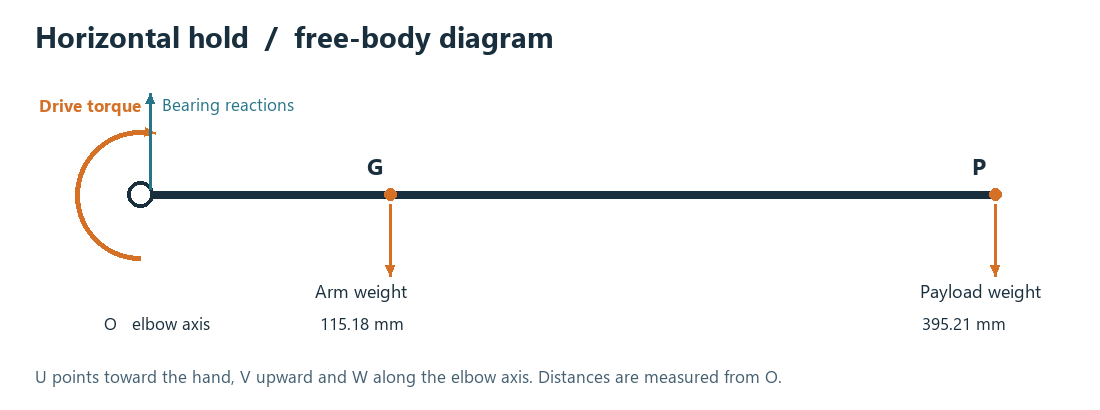 Horizontal hold / free-body diagram
Drive torque
Bearing reactions
G
P
Arm weight
Payload weight
O elbow axis
115.18 mm
395.21 mm
U points toward the hand, V upward and W along the elbow axis. Distances are measured from O.